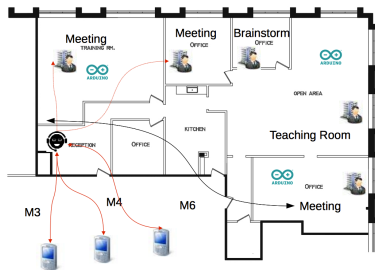 Meeting
TRAINING RM.
ARDUINO
Meeting
OFFICE
Brainstorm
OFFICE
ARDUINO
OPEN AREA
KITCHEN
Teaching Room
RECEPTION
OFFICE
ARDUINO
OFFICE
Meeting
M3
M4
M6